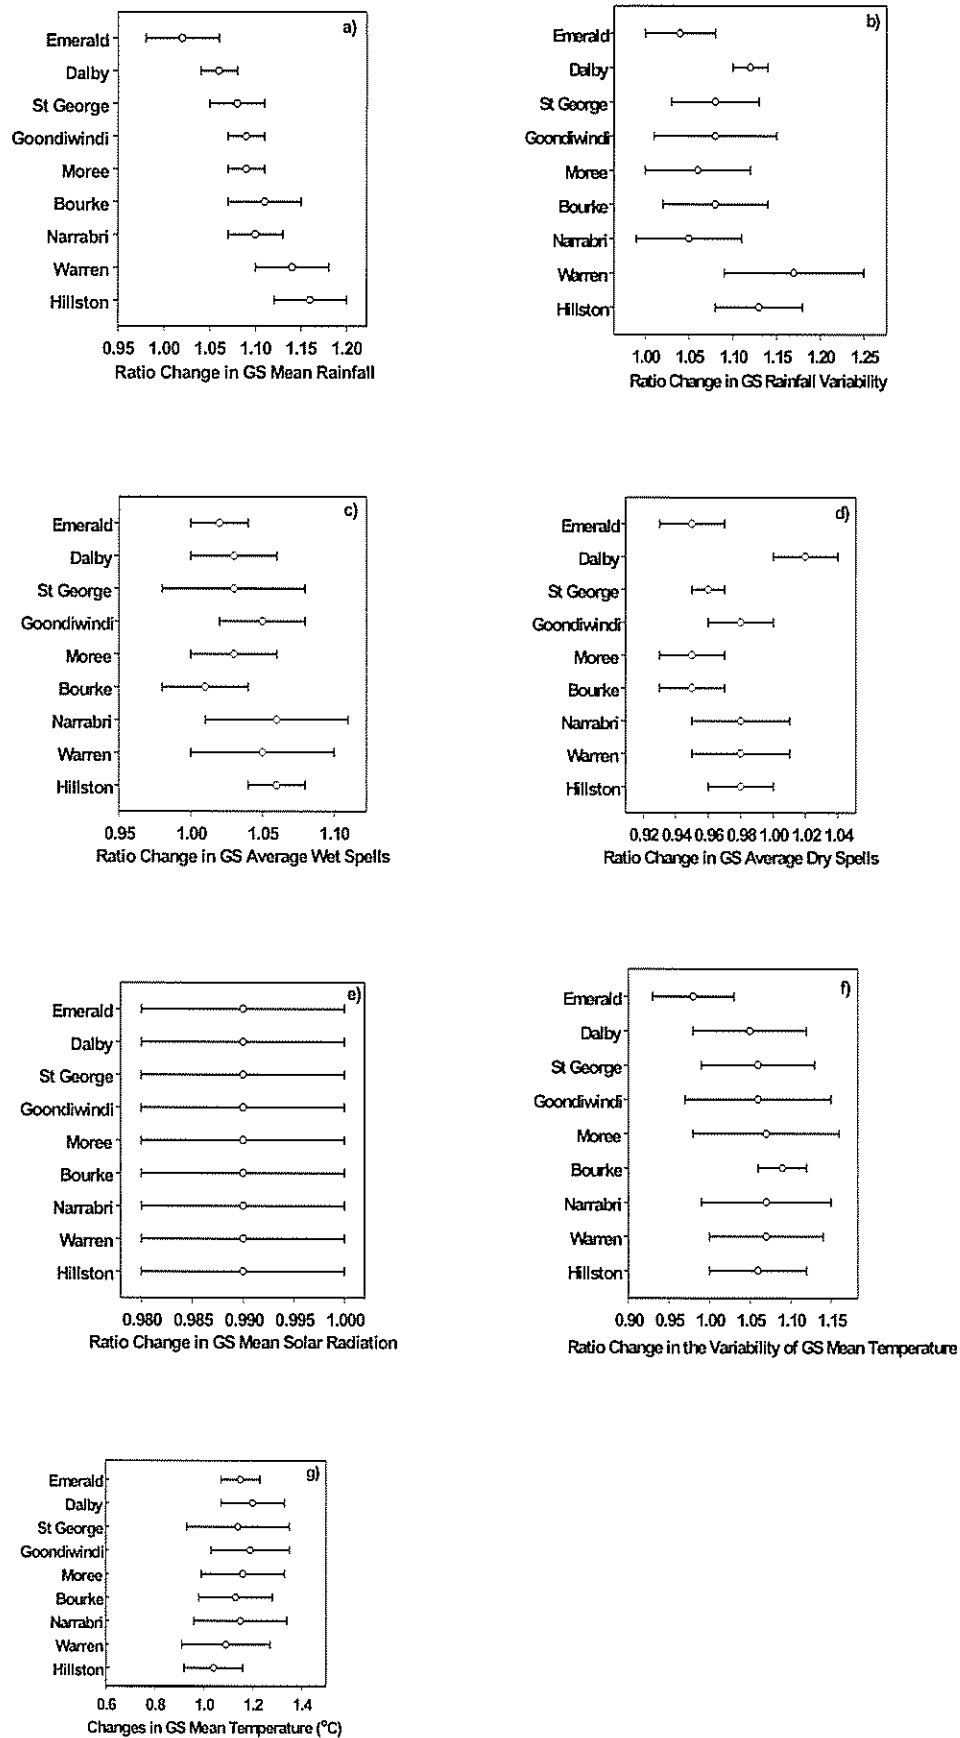 a)
Emerald
Dalby
St George
Goondiwindi
Moree
Bourke
Narrabri
Warren
Hillston
0.95 1.00 1.05 1.10 1.15 1.20
Ratio Change in GS Mean Rainfall
b)
Emerald
Dalby
St George
Goondiwindi
Moree
Bourke
Narrabri
Warren
Hillston
1.00 1.05 1.10 1.15 1.20 1.25
Ratio Change in GS Rainfall Variability
c)
Emerald
Dalby
St George
Goondiwindi
Moree
Bourke
Narrabri
Warren
Hillston
0.95 1.00 1.05 1.10
Ratio Change in GS Average Wet Spells
d)
Emerald
Dalby
St George
Goondiwindi
Moree
Bourke
Narrabri
Warren
Hillston
0.92 0.94 0.96 0.98 1.00 1.02 1.04
Ratio Change in GS Average Dry Spells
e)
Emerald
Dalby
St George
Goondiwindi
Moree
Bourke
Narrabri
Warren
Hillston
0.980 0.985 0.990 0.995 1.000
Ratio Change in GS Mean Solar Radiation
f)
Emerald
Dalby
St George
Goondiwindi
Moree
Bourke
Narrabri
Warren
Hillston
0.90 0.95 1.00 1.05 1.10 1.15
Ratio Change in the Variability of GS Mean Temperature
g)
Emerald
Dalby
St George
Goondiwindi
Moree
Bourke
Narrabri
Warren
Hillston
0.6 0.8 1.0 1.2 1.4
Changes in GS Mean Temperature (°C)